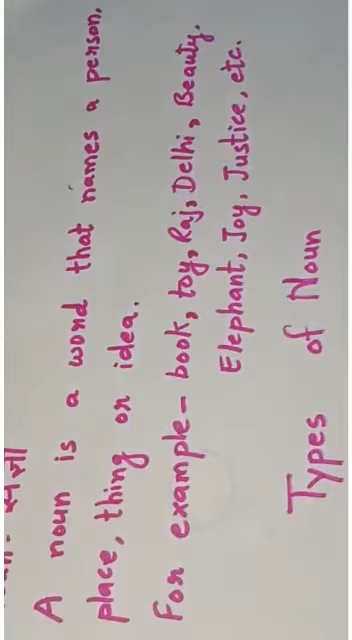 A noun is a word that names a person,
place, thing or idea.
For example- book, toy, Raj, Delhi, Beauty,
Elephant, Joy, Justice, etc.
Types of Noun